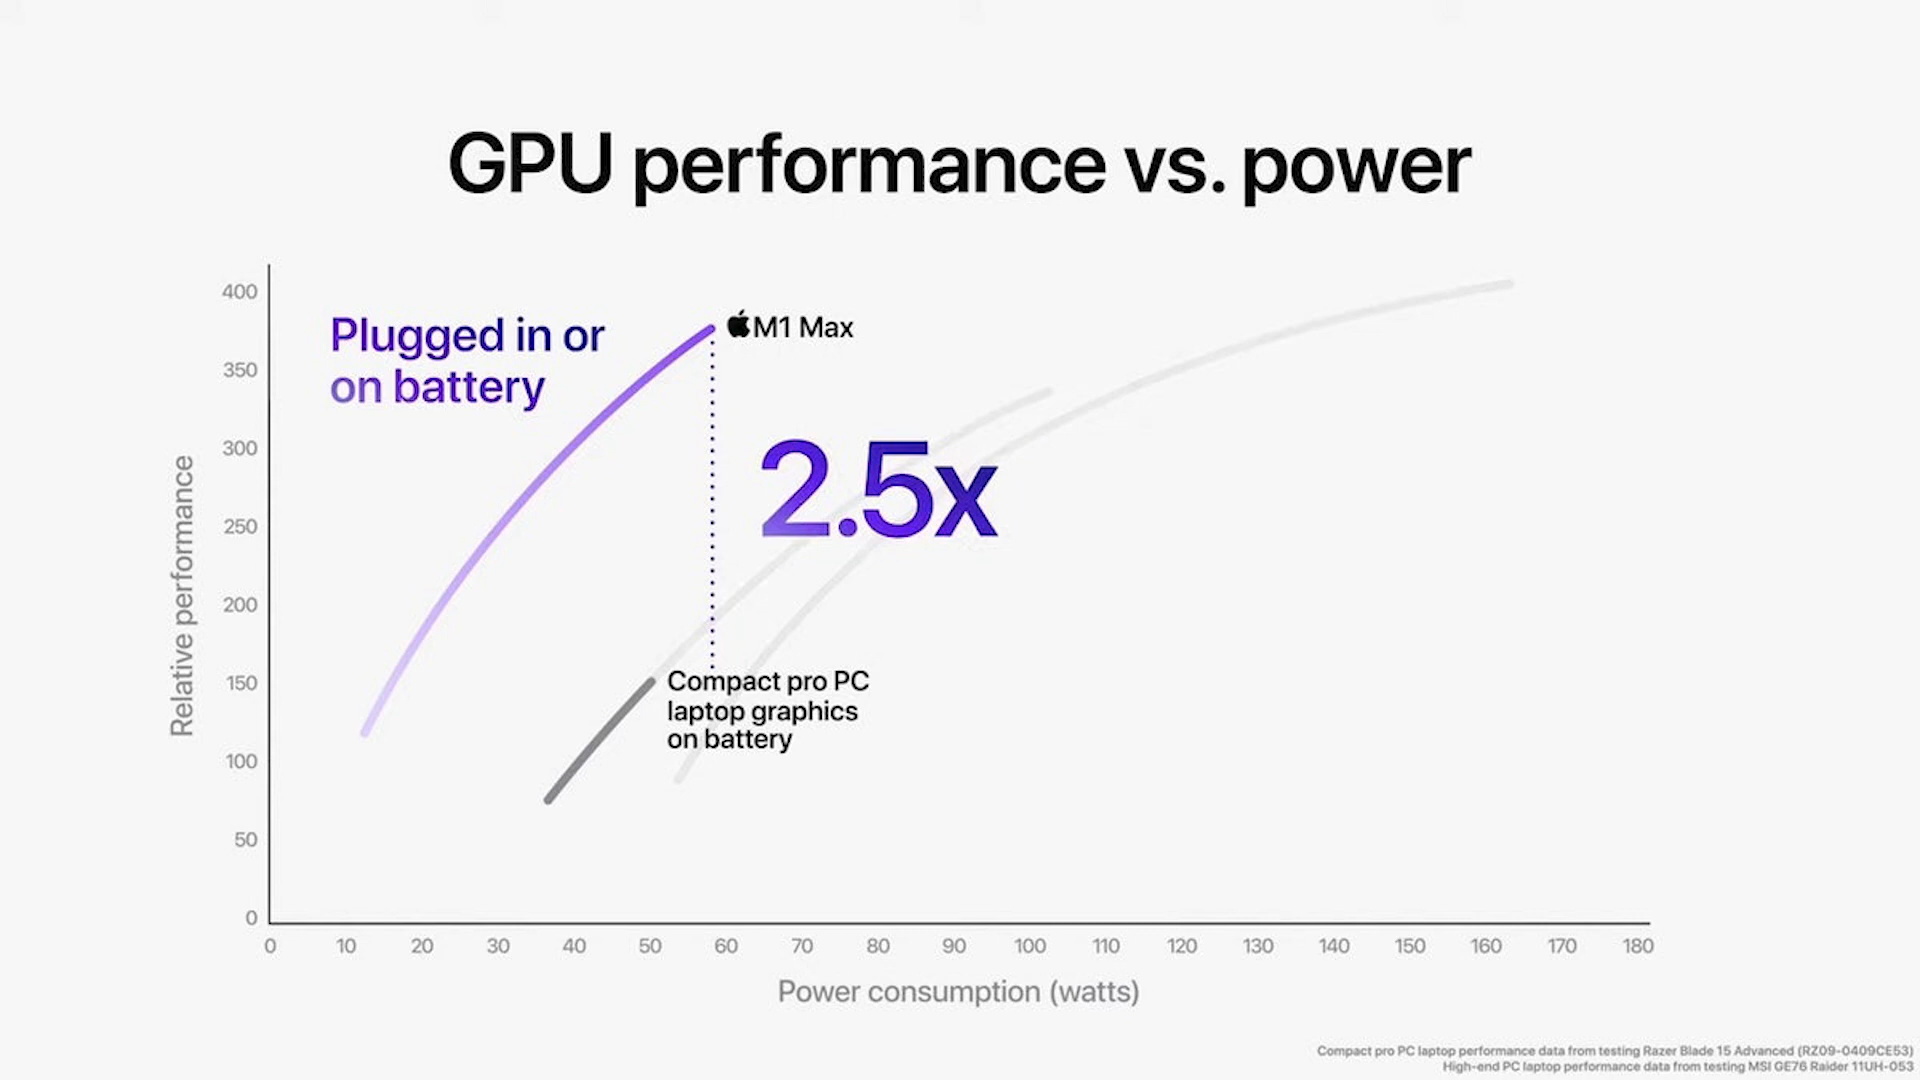 GPU performance vs. power
Plugged in or
on battery
M1 Max
2.5x
Compact pro PC
laptop graphics
on battery
Relative performance
400
350
300
250
200
150
100
50
0
0 10 20 30 40 50 60 70 80 90 100 110 120 130 140 150 160 170 180
Power consumption (watts)
Compact pro PC laptop performance data from testing Razer Blade 15 Advanced (RZ09-0409CE53)
High-end PC laptop performance data from testing MSI GE76 Raider 11UH-053